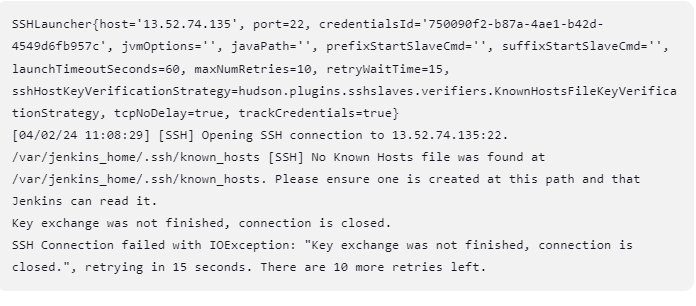 SSHLauncher{host='13.52.74.135', port=22, credentialsId='750090f2-b87a-4ae1-b42d-
4549d6fb957c', jvmOptions='', javaPath='', prefixStartSlaveCmd='', suffixStartSlaveCmd='',
launchTimeoutSeconds=60, maxNumRetries=10, retryWaitTime=15,
sshHostKeyVerificationStrategy=hudson.plugins.sshslaves.verifiers.KnownHostsFileKeyVerifica
tionStrategy, tcpNoDelay=true, trackCredentials=true}
[04/02/24 11:08:29] [SSH] Opening SSH connection to 13.52.74.135:22.
/var/jenkins_home/.ssh/known_hosts [SSH] No Known Hosts file was found at
/var/jenkins_home/.ssh/known_hosts. Please ensure one is created at this path and that
Jenkins can read it.
Key exchange was not finished, connection is closed.
SSH Connection failed with IOException: "Key exchange was not finished, connection is
closed.", retrying in 15 seconds. There are 10 more retries left.